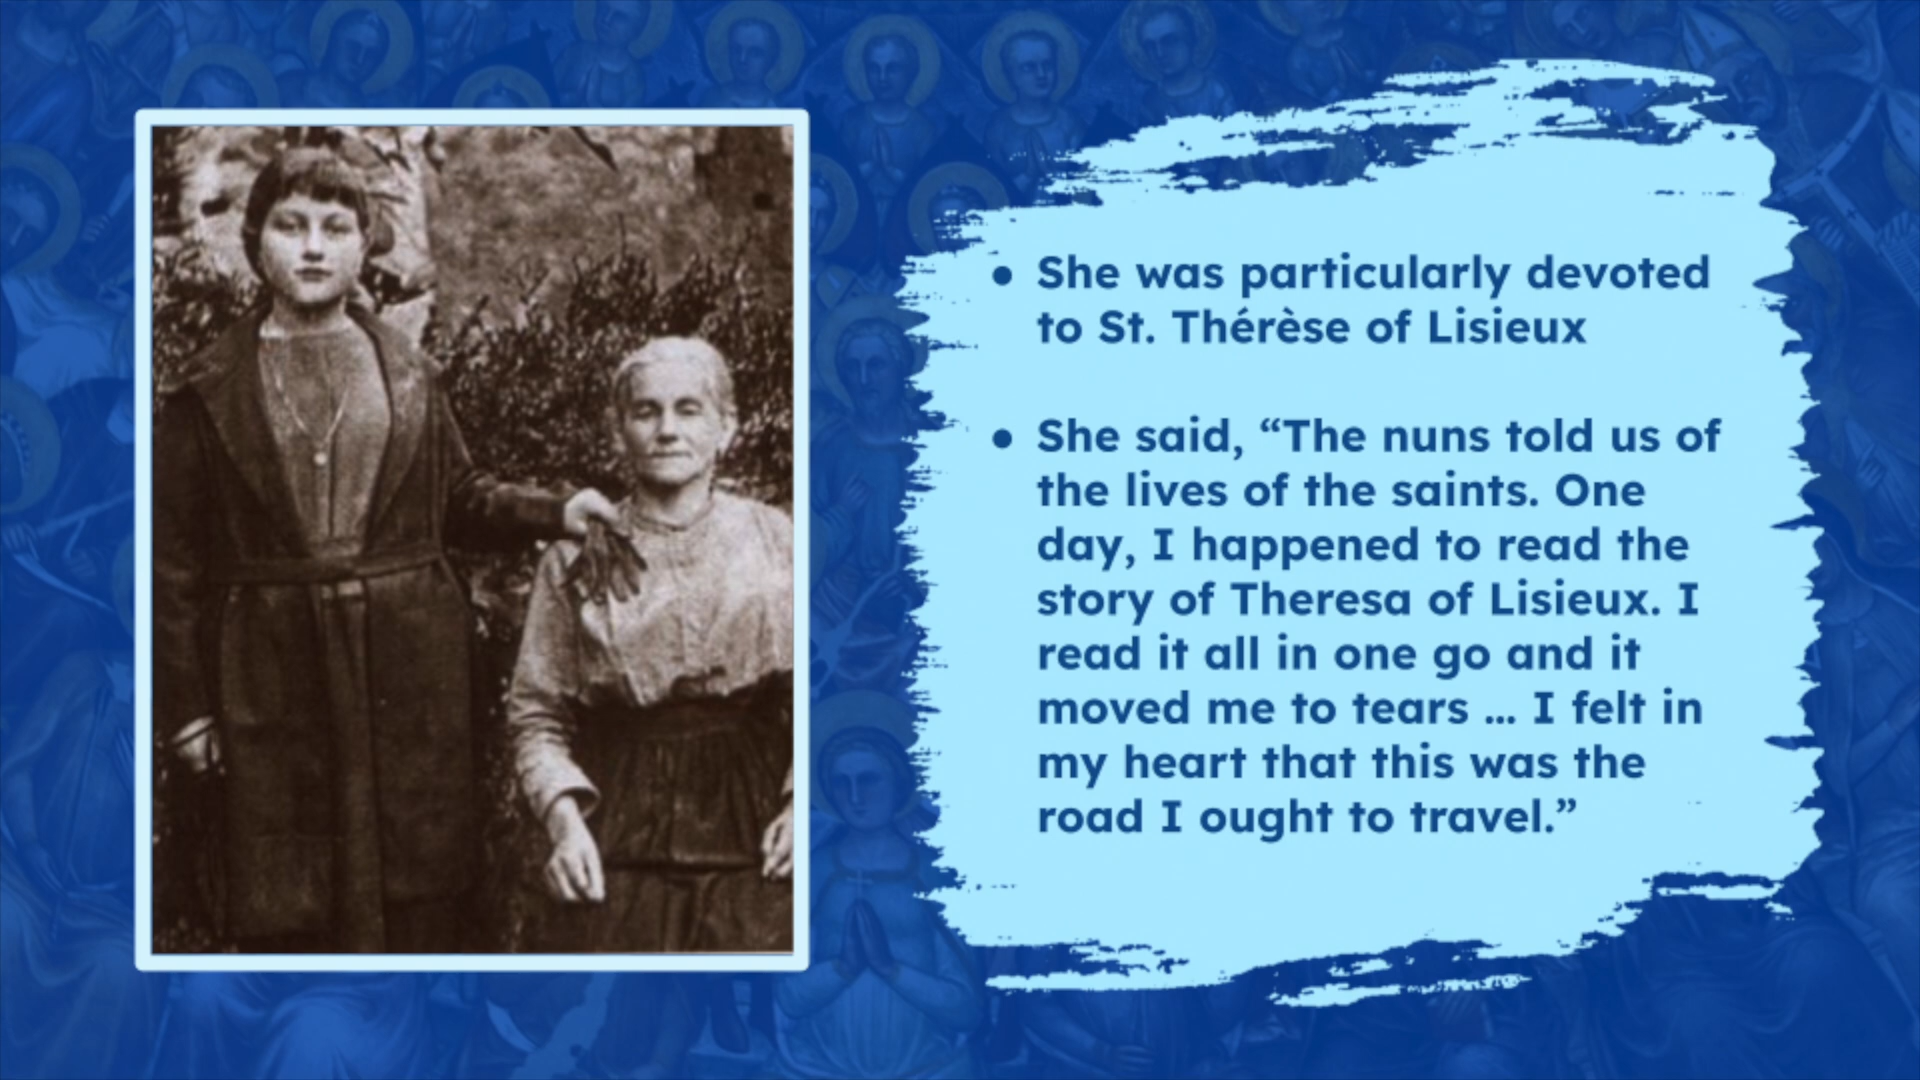 • She was particularly devoted
to St. Thérèse of Lisieux
• She said, “The nuns told us of
the lives of the saints. One
day, I happened to read the
story of Theresa of Lisieux. I
read it all in one go and it
moved me to tears ... I felt in
my heart that this was the
road I ought to travel.”